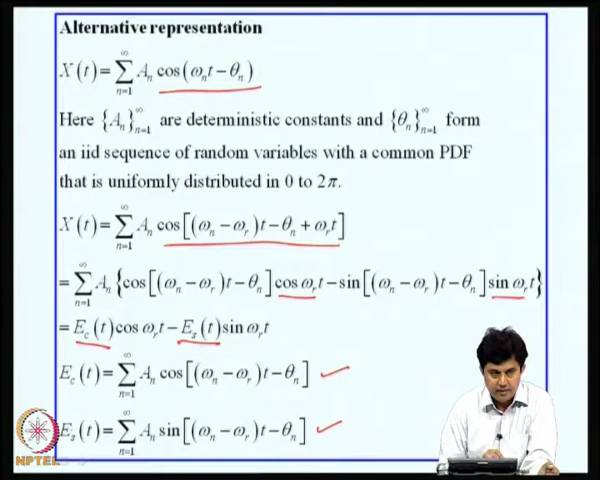 Alternative representation
X(t) = ∑_{n=1}^{∞} A_n cos(ω_n t − θ_n)
Here {A_n}_{n=1}^{∞} are deterministic constants and {θ_n}_{n=1}^{∞} form
an iid sequence of random variables with a common PDF
that is uniformly distributed in 0 to 2π.
X(t) = ∑_{n=1}^{∞} A_n cos[(ω_n − ω_r)t − θ_n + ω_r t]
= ∑_{n=1}^{∞} A_n {cos[(ω_n − ω_r)t − θ_n] cos ω_r t − sin[(ω_n − ω_r)t − θ_n] sin ω_r t}
= E_c(t) cos ω_r t − E_s(t) sin ω_r t
E_c(t) = ∑_{n=1}^{∞} A_n cos[(ω_n − ω_r)t − θ_n]
E_s(t) = ∑_{n=1}^{∞} A_n sin[(ω_n − ω_r)t − θ_n]
NPTEL